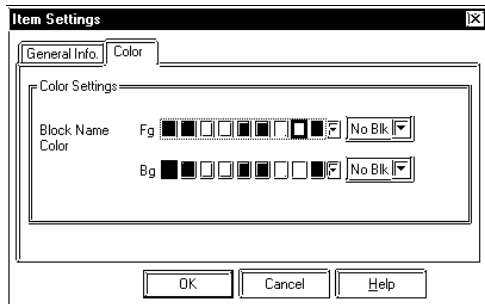 Item Settings
General Info. Color
Color Settings
Block Name Fg No Blk
Color
Bg No Blk
OK Cancel Help